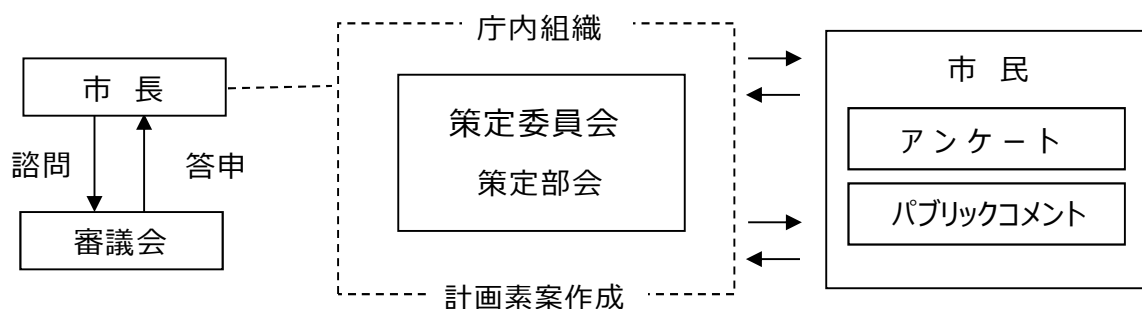 市 長
諮問
答申
審議会
庁内組織
策定委員会
策定部会
計画素案作成
市 民
アンケート
パブリックコメント